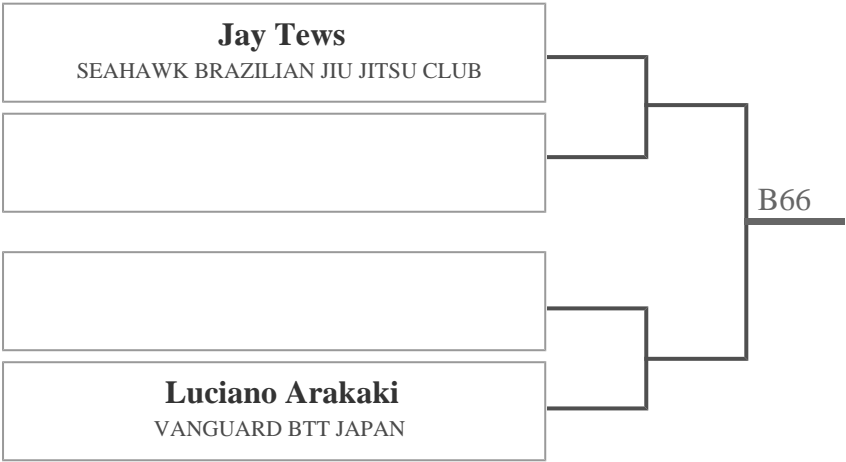 Jay Tews
SEAHAWK BRAZILIAN JIU JITSU CLUB
B66
Luciano Arakaki
VANGUARD BTT JAPAN